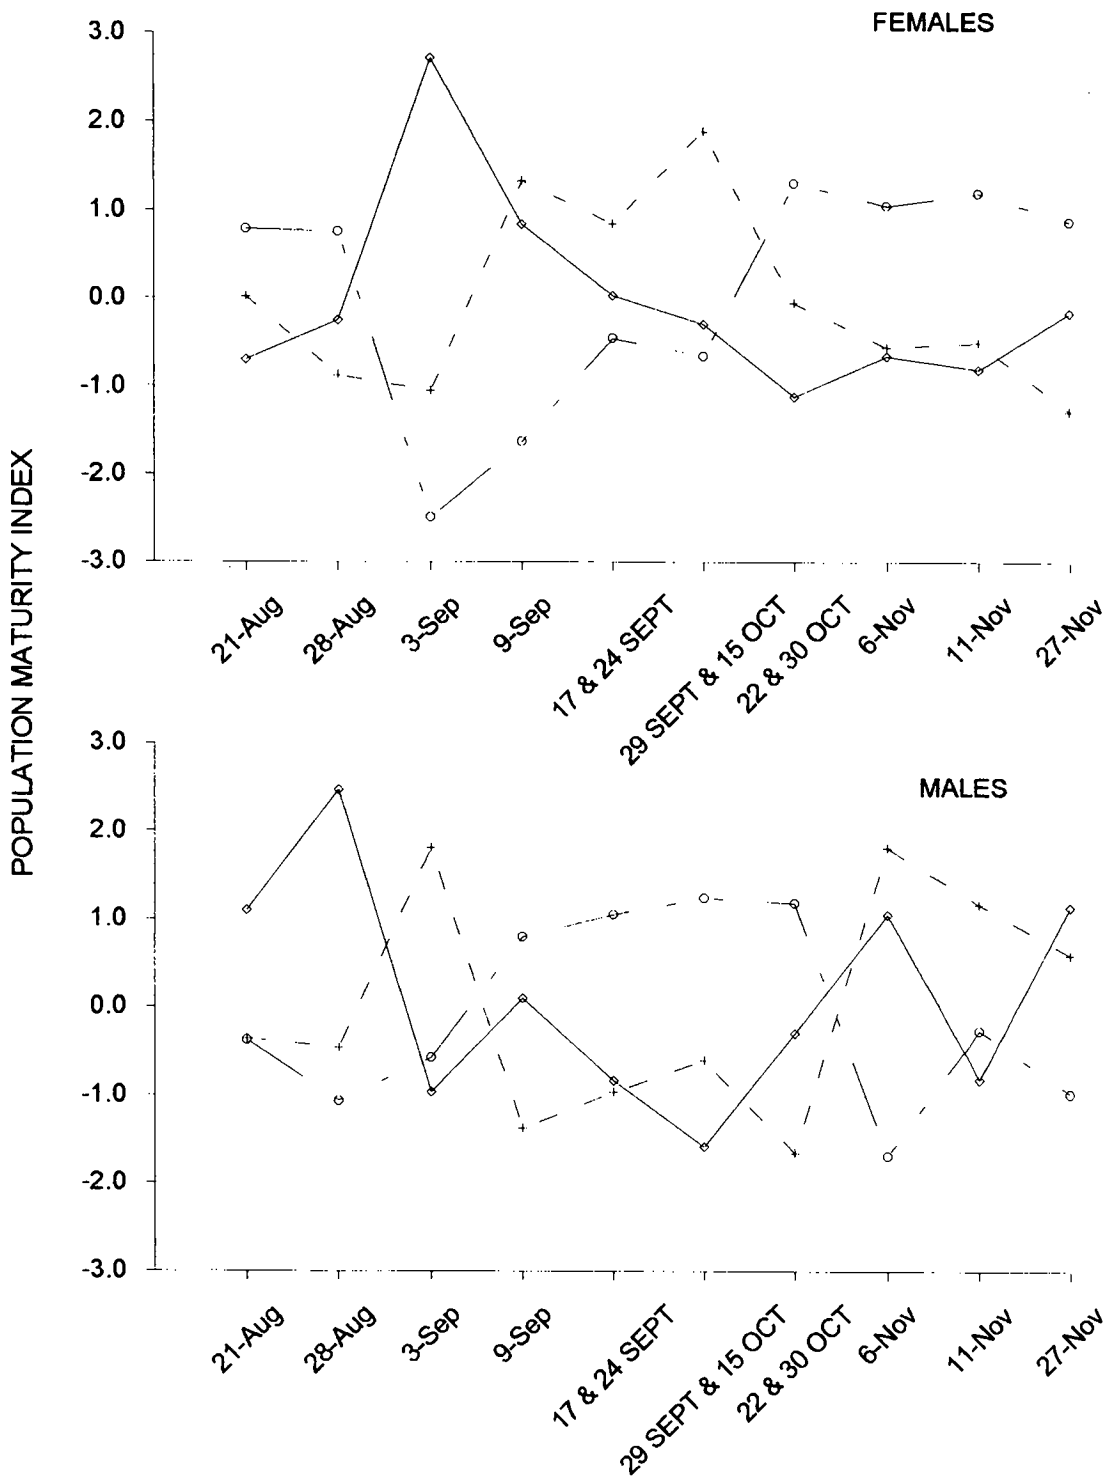 POPULATION MATURITY INDEX
FEMALES
3.0
2.0
1.0
0.0
-1.0
-2.0
-3.0
21-Aug
28-Aug
3-Sep
9-Sep
17 & 24 SEPT
29 SEPT & 15 OCT
22 & 30 OCT
6-Nov
11-Nov
27-Nov
MALES
3.0
2.0
1.0
0.0
-1.0
-2.0
-3.0
21-Aug
28-Aug
3-Sep
9-Sep
17 & 24 SEPT
29 SEPT & 15 OCT
22 & 30 OCT
6-Nov
11-Nov
27-Nov